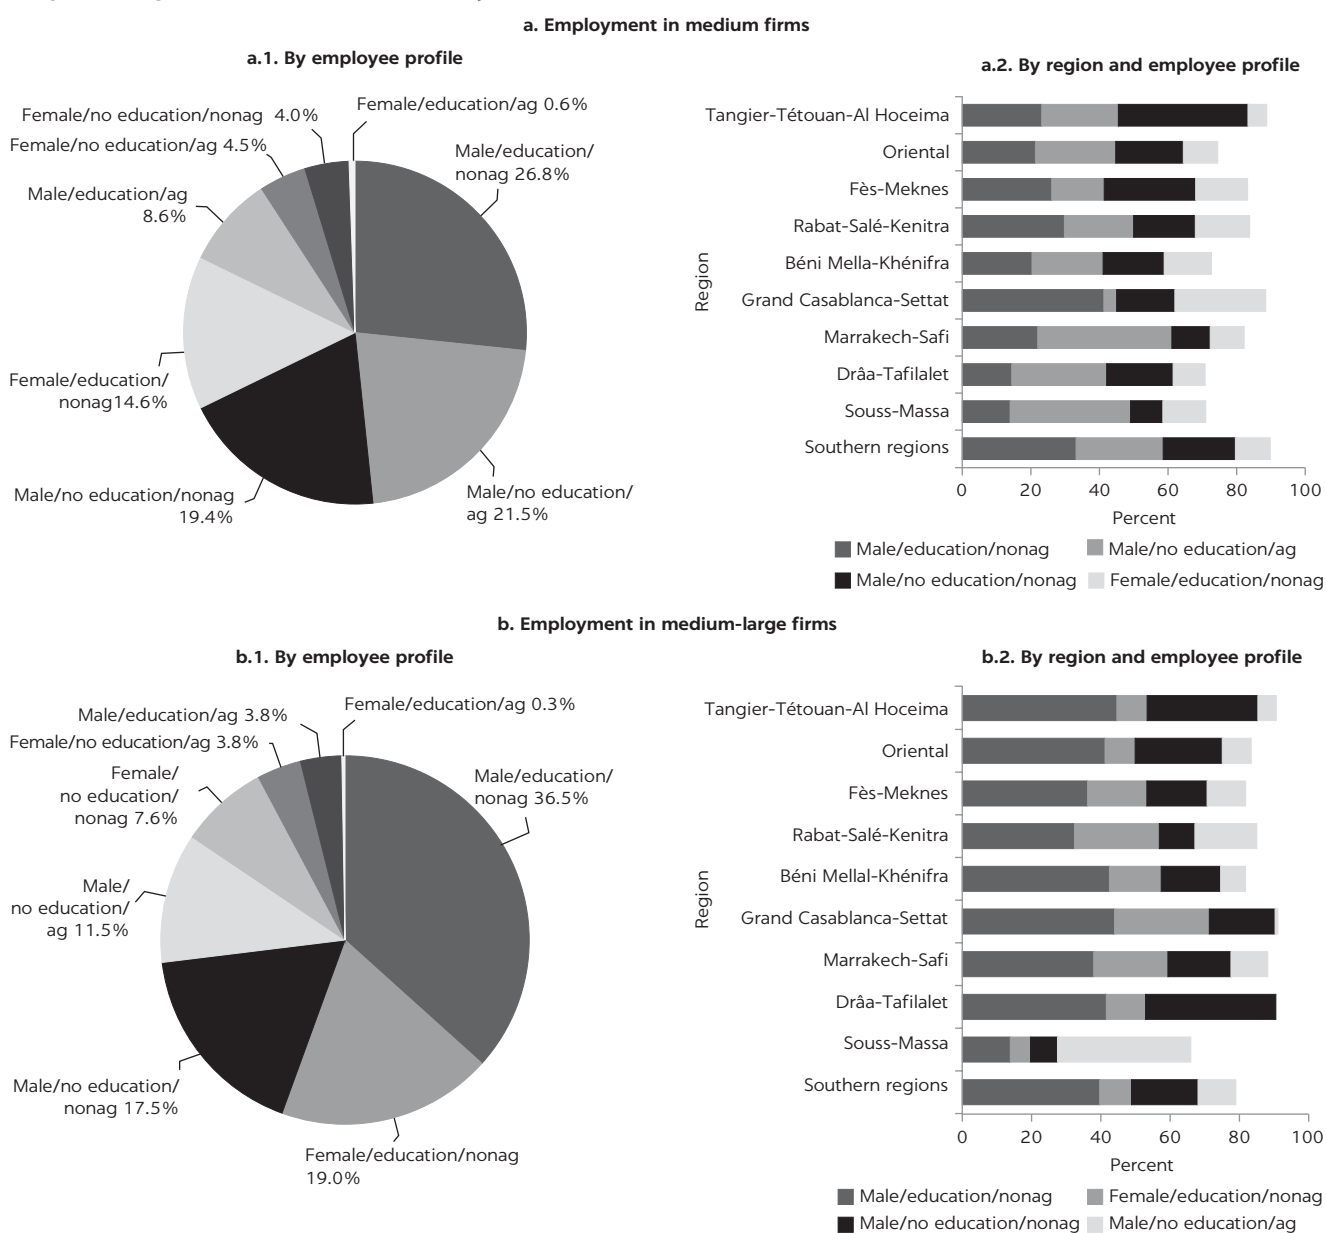 a. Employment in medium firms
a.1. By employee profile
Female/education/ag 0.6%
Female/no education/nonag 4.0%
Female/no education/ag 4.5%
Male/education/
nonag 26.8%
Male/education/ag
8.6%
Female/education/
nonag14.6%
Male/no education/nonag
19.4%
Male/no education/
ag 21.5%
a.2. By region and employee profile
Region
Tangier-Tétouan-Al Hoceima
Oriental
Fès-Meknes
Rabat-Salé-Kenitra
Béni Mella-Khénifra
Grand Casablanca-Settat
Marrakech-Safi
Drâa-Tafilalet
Souss-Massa
Southern regions
0 20 40 60 80 100
Percent
Male/education/nonag Male/no education/ag
Male/no education/nonag Female/education/nonag
b. Employment in medium-large firms
b.1. By employee profile
Female/education/ag 0.3%
Male/education/ag 3.8%
Female/no education/ag 3.8%
Female/
no education/
nonag 7.6%
Male/education/
nonag 36.5%
Male/
no education/
ag 11.5%
Male/no education/
nonag 17.5%
Female/education/nonag
19.0%
b.2. By region and employee profile
Region
Tangier-Tétouan-Al Hoceima
Oriental
Fès-Meknes
Rabat-Salé-Kenitra
Béni Mellal-Khénifra
Grand Casablanca-Settat
Marrakech-Safi
Drâa-Tafilalet
Souss-Massa
Southern regions
0 20 40 60 80 100
Percent
Male/education/nonag Female/education/nonag
Male/no education/nonag Male/no education/ag